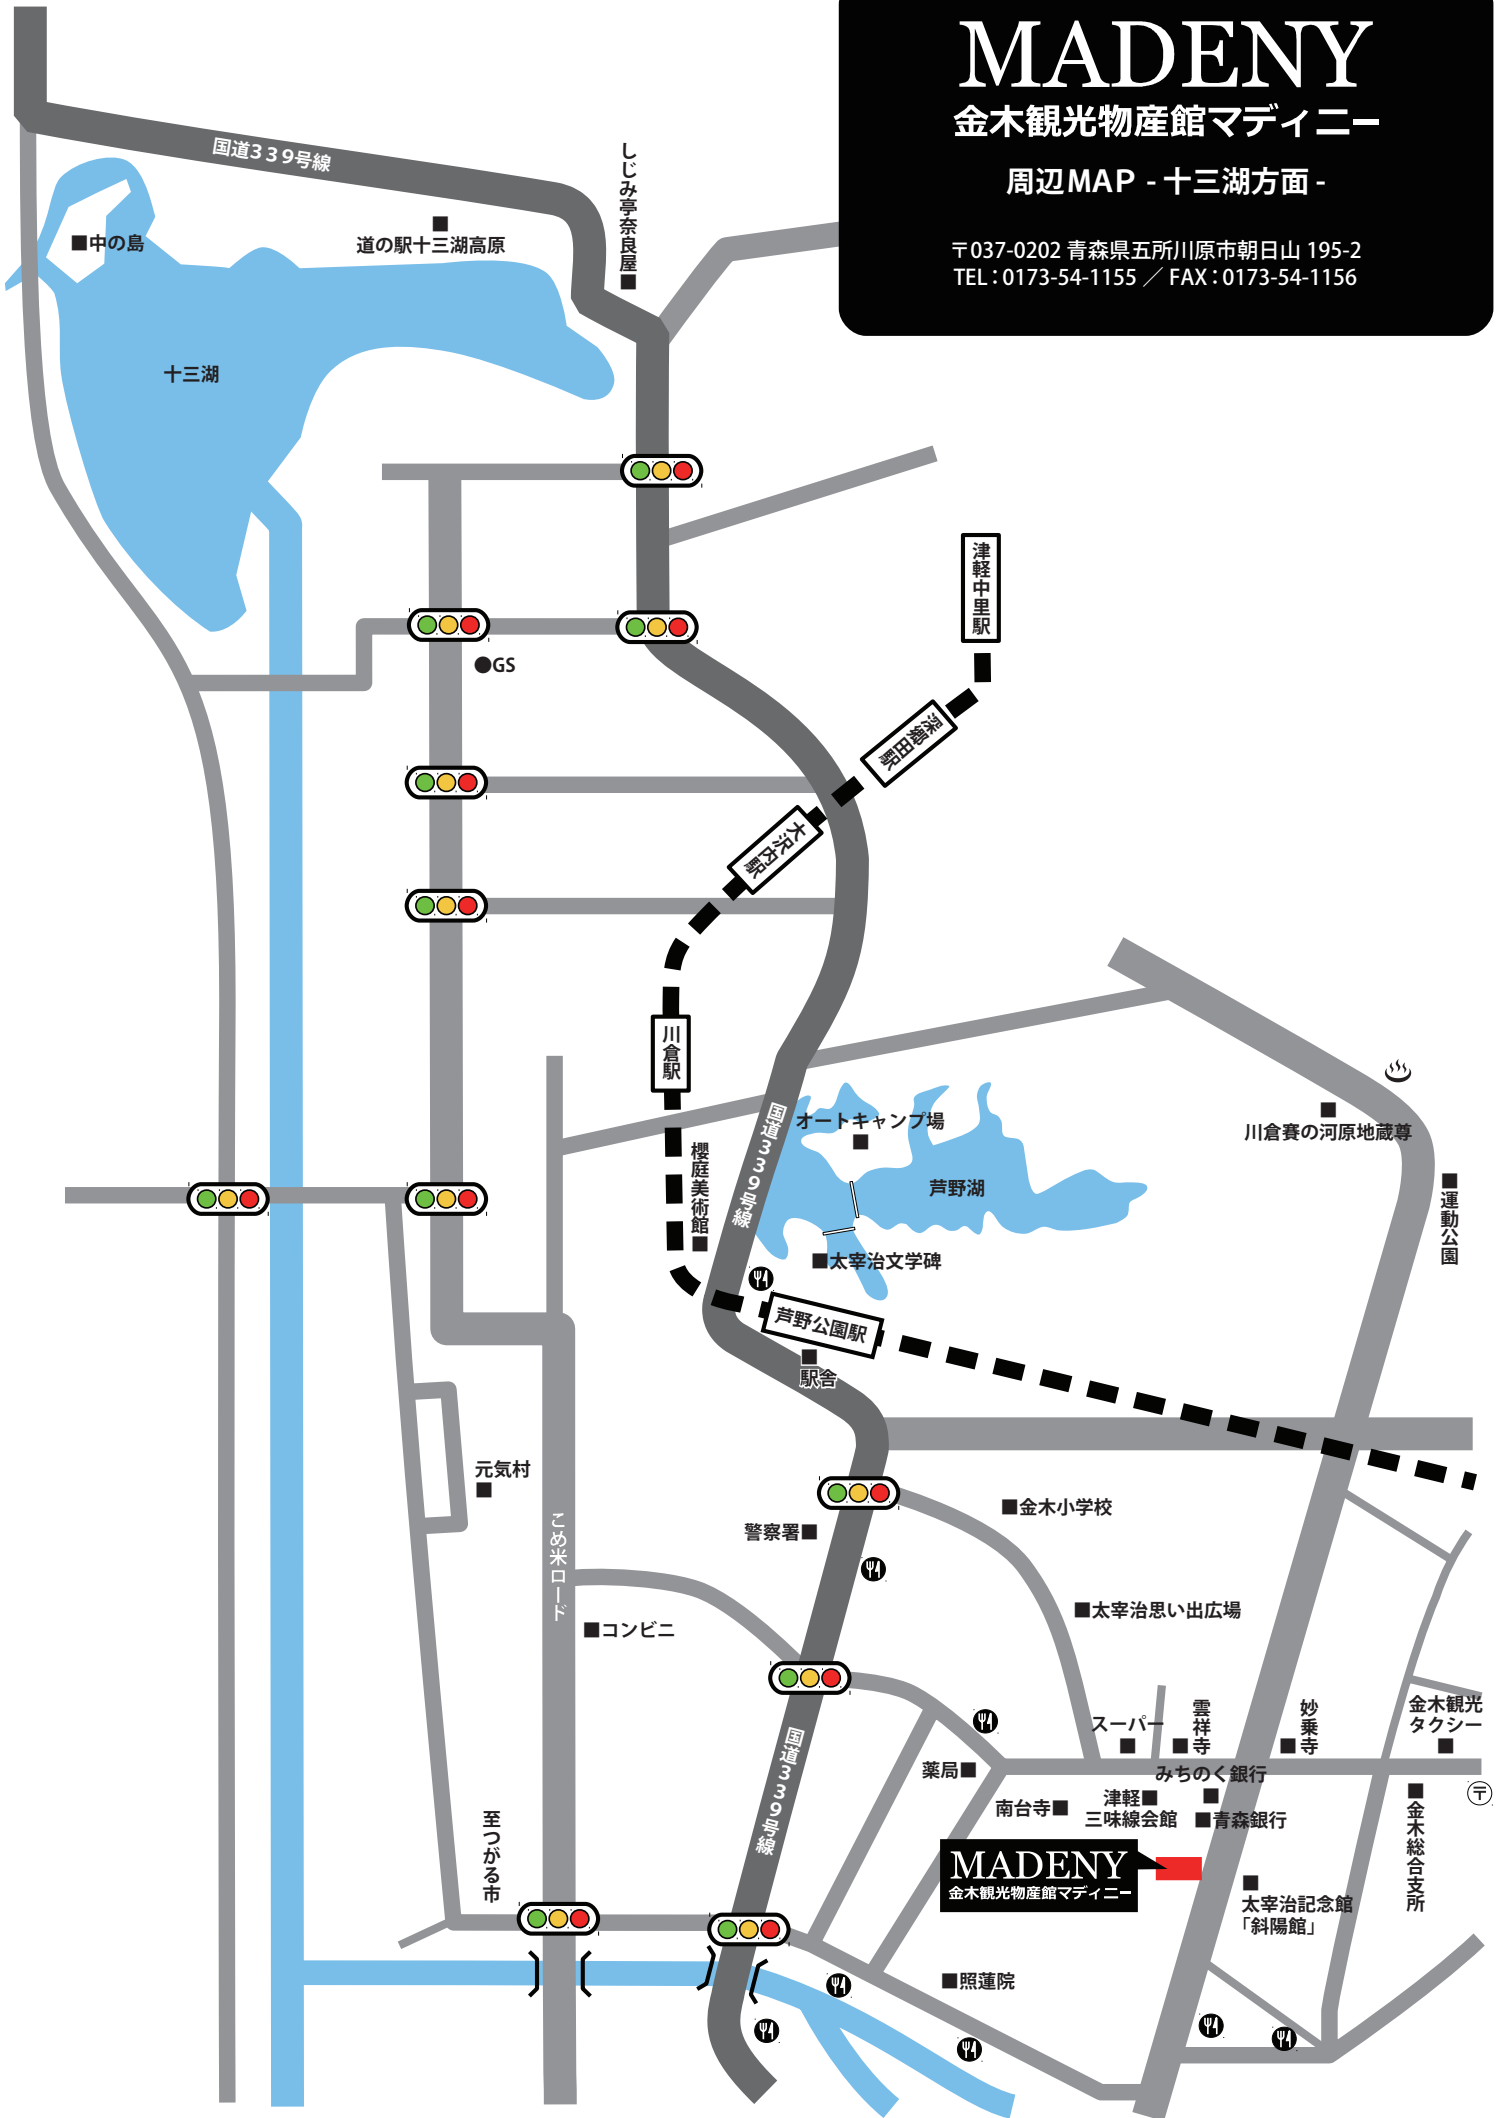 MADENY
金木観光物産館マディニー
周辺MAP - 十三湖方面 -
〒037-0202 青森県五所川原市朝日山 195-2
TEL：0173-54-1155 ／ FAX：0173-54-1156
国道339号線
しじみ亭奈良屋■
■中の島
道の駅十三湖高原
十三湖
津軽中里駅
●GS
深郷田駅
大沢内駅
川倉駅
国道339号線
オートキャンプ場
川倉賽の河原地蔵尊
櫻庭美術館■
芦野湖
■運動公園
■太宰治文学碑
芦野公園駅
駅舎
元気村
■金木小学校
警察署■
こめ米ロード
■太宰治思い出広場
■コンビニ
国道339号線
スーパー
雲祥寺
妙乗寺
金木観光
タクシー
薬局■
みちのく銀行
〒
南台寺■
津軽■
三味線会館
■青森銀行
■金木総合支所
至つがる市
MADENY
金木観光物産館マディニー
太宰治記念館
「斜陽館」
■照蓮院